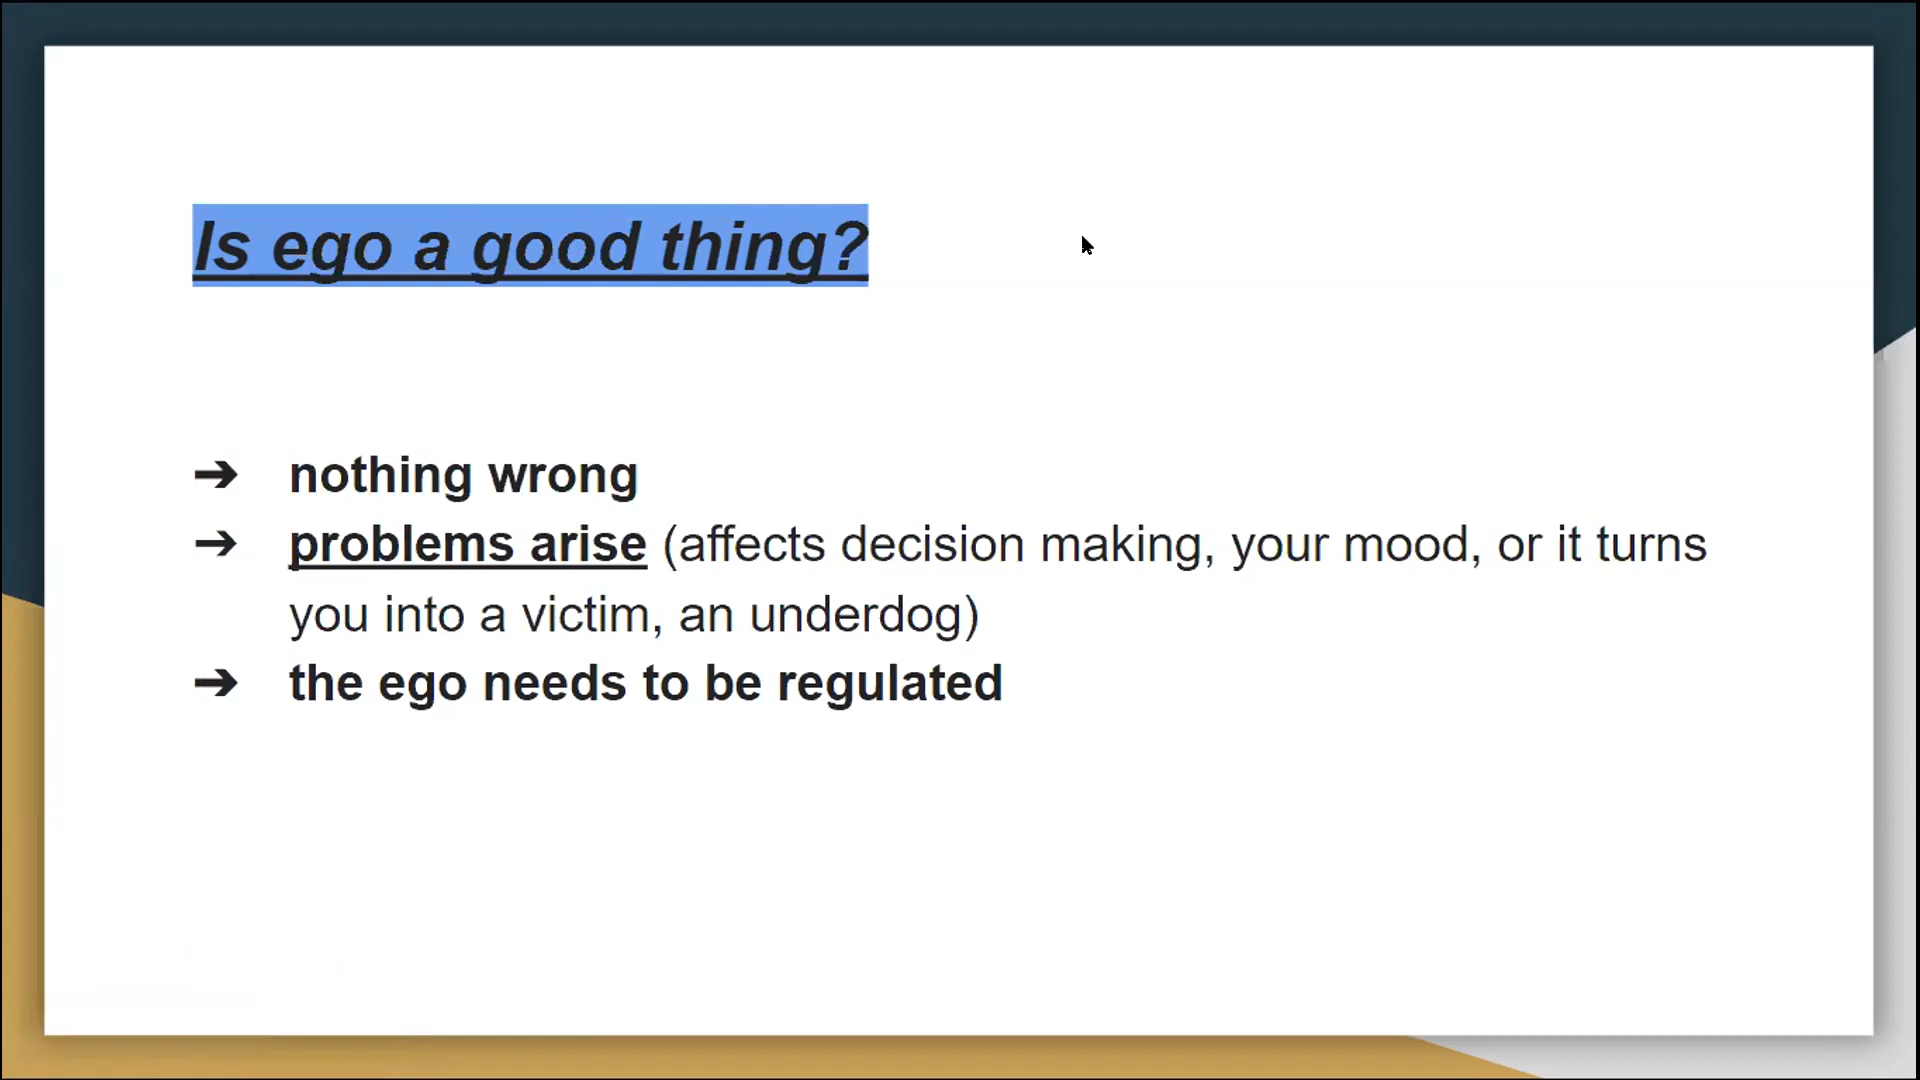 Is ego a good thing?
➔ nothing wrong
➔ problems arise (affects decision making, your mood, or it turns
you into a victim, an underdog)
➔ the ego needs to be regulated